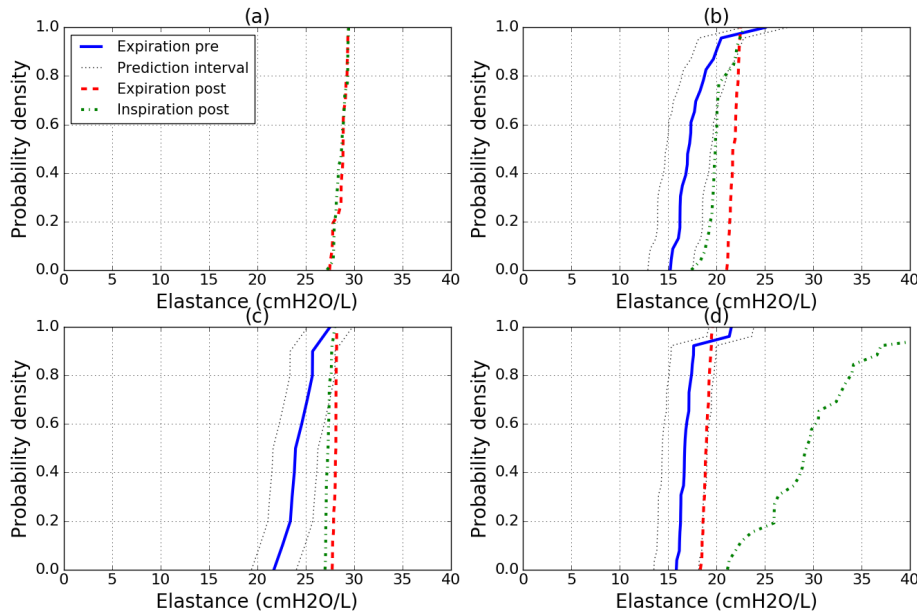 (a)
(b)
Expiration pre
Prediction interval
Expiration post
Inspiration post
Probability density
1.0
0.8
0.6
0.4
0.2
0.0
0 5 10 15 20 25 30 35 40
Elastance (cmH2O/L)
Probability density
1.0
0.8
0.6
0.4
0.2
0.0
0 5 10 15 20 25 30 35 40
Elastance (cmH2O/L)
(c)
(d)
Probability density
1.0
0.8
0.6
0.4
0.2
0.0
0 5 10 15 20 25 30 35 40
Elastance (cmH2O/L)
Probability density
1.0
0.8
0.6
0.4
0.2
0.0
0 5 10 15 20 25 30 35 40
Elastance (cmH2O/L)